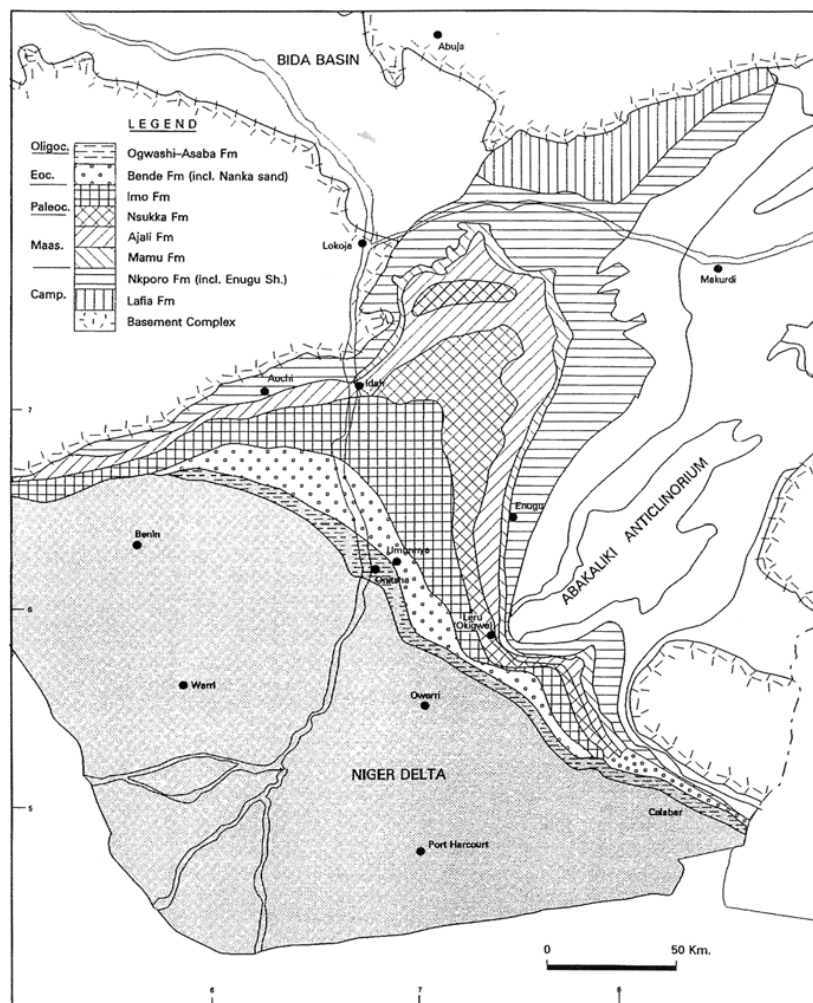 BIDA BASIN
Abuja
LEGEND
Oligoc.
Ogwashi–Asaba Fm
Eoc.
Bende Fm (incl. Nanka sand)
Imo Fm
Paleoc.
Nsukka Fm
Ajali Fm
Maas.
Mamu Fm
Nkporo Fm (incl. Enugu Sh.)
Camp.
Lafia Fm
Basement Complex
Lokoja
Makurdi
Auchi
Idah
7
Enugu
ABAKALIKI ANTICLINORIUM
Benin
Umunnya
Onitsha
6
Leru
(Okigwe)
Warri
Owerri
NIGER DELTA
5
Calabar
Port Harcourt
0 50 Km.
6 7 8